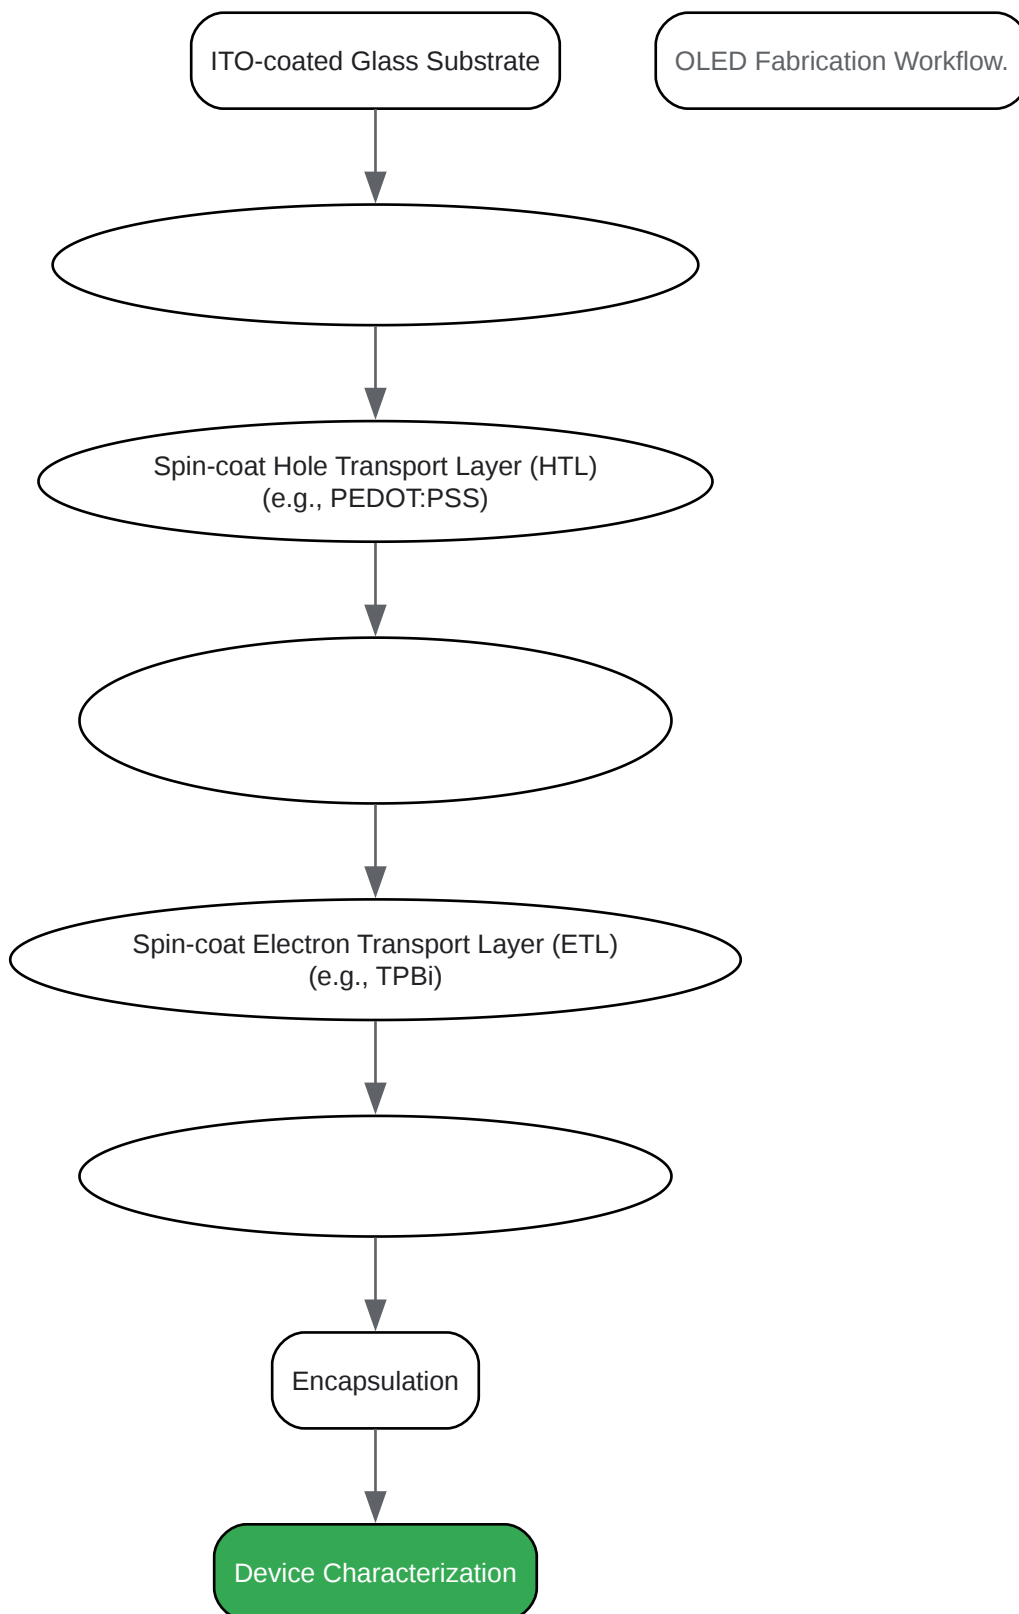 ITO-coated Glass Substrate
OLED Fabrication Workflow.
Spin-coat Hole Transport Layer (HTL)
(e.g., PEDOT:PSS)
Spin-coat Electron Transport Layer (ETL)
(e.g., TPBi)
Encapsulation
Device Characterization